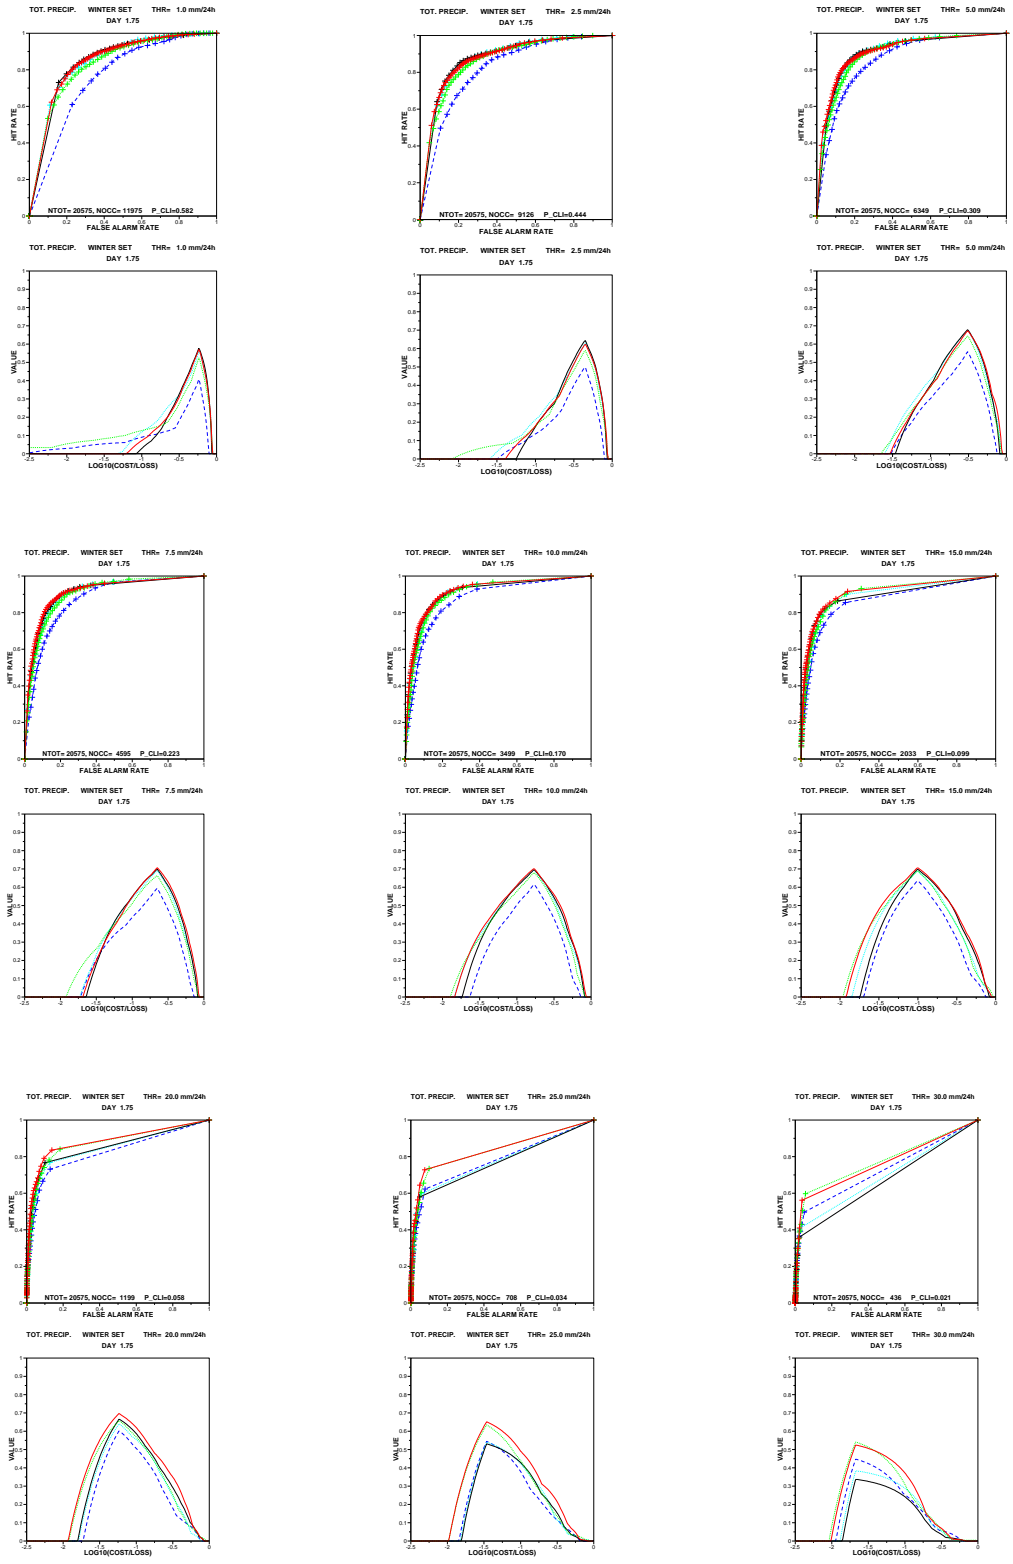 TOT. PRECIP. WINTER SET THR= 1.0 mm/24h
DAY 1.75
HIT RATE
NTOT= 20575, NOCC= 11975 P_CLI=0.582
FALSE ALARM RATE
TOT. PRECIP. WINTER SET THR= 2.5 mm/24h
DAY 1.75
HIT RATE
NTOT= 20575, NOCC= 9126 P_CLI=0.444
FALSE ALARM RATE
TOT. PRECIP. WINTER SET THR= 5.0 mm/24h
DAY 1.75
HIT RATE
NTOT= 20575, NOCC= 6349 P_CLI=0.309
FALSE ALARM RATE
TOT. PRECIP. WINTER SET THR= 1.0 mm/24h
DAY 1.75
VALUE
LOG10(COST/LOSS)
TOT. PRECIP. WINTER SET THR= 2.5 mm/24h
DAY 1.75
VALUE
LOG10(COST/LOSS)
TOT. PRECIP. WINTER SET THR= 5.0 mm/24h
DAY 1.75
VALUE
LOG10(COST/LOSS)
TOT. PRECIP. WINTER SET THR= 7.5 mm/24h
DAY 1.75
HIT RATE
NTOT= 20575, NOCC= 4595 P_CLI=0.223
FALSE ALARM RATE
TOT. PRECIP. WINTER SET THR= 10.0 mm/24h
DAY 1.75
HIT RATE
NTOT= 20575, NOCC= 3499 P_CLI=0.170
FALSE ALARM RATE
TOT. PRECIP. WINTER SET THR= 15.0 mm/24h
DAY 1.75
HIT RATE
NTOT= 20575, NOCC= 2033 P_CLI=0.099
FALSE ALARM RATE
TOT. PRECIP. WINTER SET THR= 7.5 mm/24h
DAY 1.75
VALUE
LOG10(COST/LOSS)
TOT. PRECIP. WINTER SET THR= 10.0 mm/24h
DAY 1.75
VALUE
LOG10(COST/LOSS)
TOT. PRECIP. WINTER SET THR= 15.0 mm/24h
DAY 1.75
VALUE
LOG10(COST/LOSS)
TOT. PRECIP. WINTER SET THR= 20.0 mm/24h
DAY 1.75
HIT RATE
NTOT= 20575, NOCC= 1199 P_CLI=0.058
FALSE ALARM RATE
TOT. PRECIP. WINTER SET THR= 25.0 mm/24h
DAY 1.75
HIT RATE
NTOT= 20575, NOCC= 708 P_CLI=0.034
FALSE ALARM RATE
TOT. PRECIP. WINTER SET THR= 30.0 mm/24h
DAY 1.75
HIT RATE
NTOT= 20575, NOCC= 436 P_CLI=0.021
FALSE ALARM RATE
TOT. PRECIP. WINTER SET THR= 20.0 mm/24h
DAY 1.75
VALUE
LOG10(COST/LOSS)
TOT. PRECIP. WINTER SET THR= 25.0 mm/24h
DAY 1.75
VALUE
LOG10(COST/LOSS)
TOT. PRECIP. WINTER SET THR= 30.0 mm/24h
DAY 1.75
VALUE
LOG10(COST/LOSS)